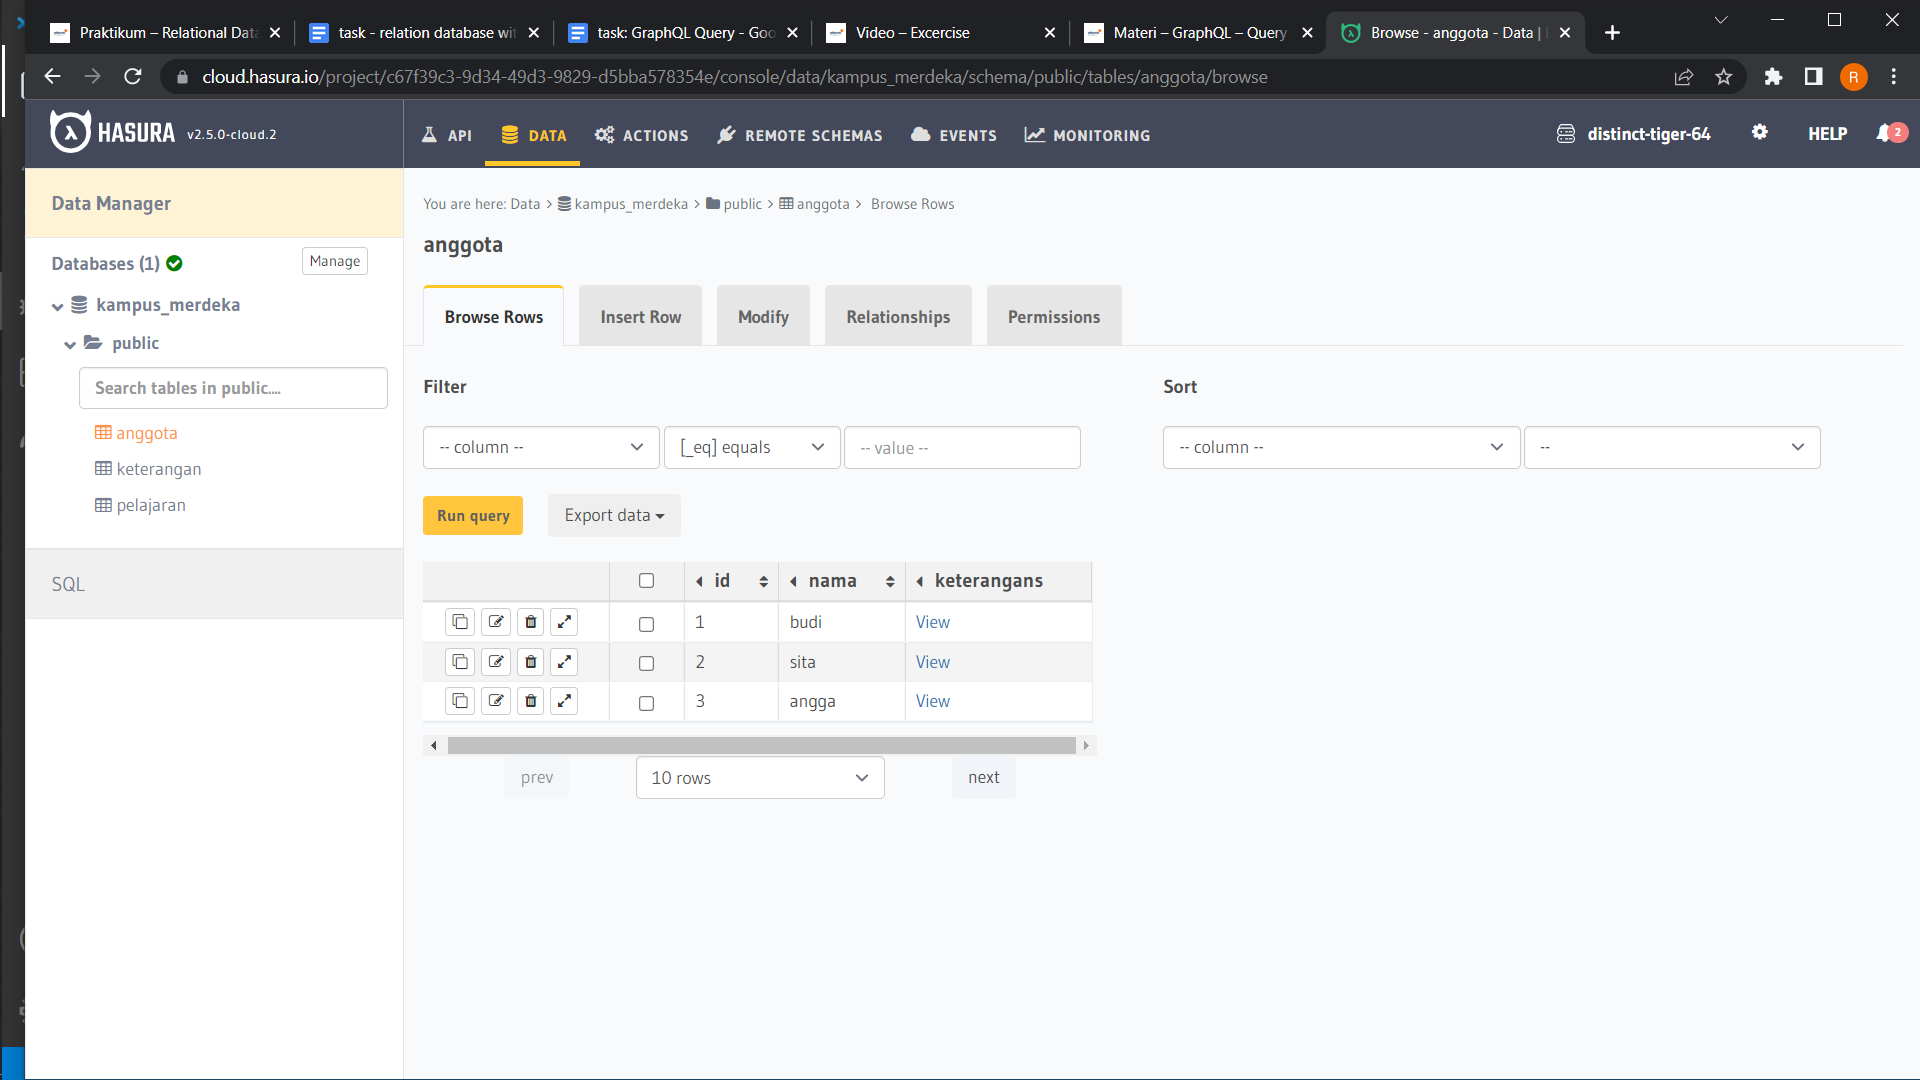 Praktikum – Relational Data
task - relation database wit
task: GraphQL Query - Goo
Video – Excercise
Materi – GraphQL – Query
Browse - anggota - Data |
cloud.hasura.io/project/c67f39c3-9d34-49d3-9829-d5bba578354e/console/data/kampus_merdeka/schema/public/tables/anggota/browse
R
HASURA v2.5.0-cloud.2
API
DATA
ACTIONS
REMOTE SCHEMAS
EVENTS
MONITORING
distinct-tiger-64
HELP
2
Data Manager
Databases (1)
Manage
kampus_merdeka
public
Search tables in public....
anggota
keterangan
pelajaran
SQL
You are here: Data > kampus_merdeka > public > anggota > Browse Rows
anggota
Browse Rows
Insert Row
Modify
Relationships
Permissions
Filter
Sort
-- column --
[_eq] equals
-- value --
-- column --
--
Run query
Export data
id nama keterangans
1 budi View
2 sita View
3 angga View
prev
10 rows
next